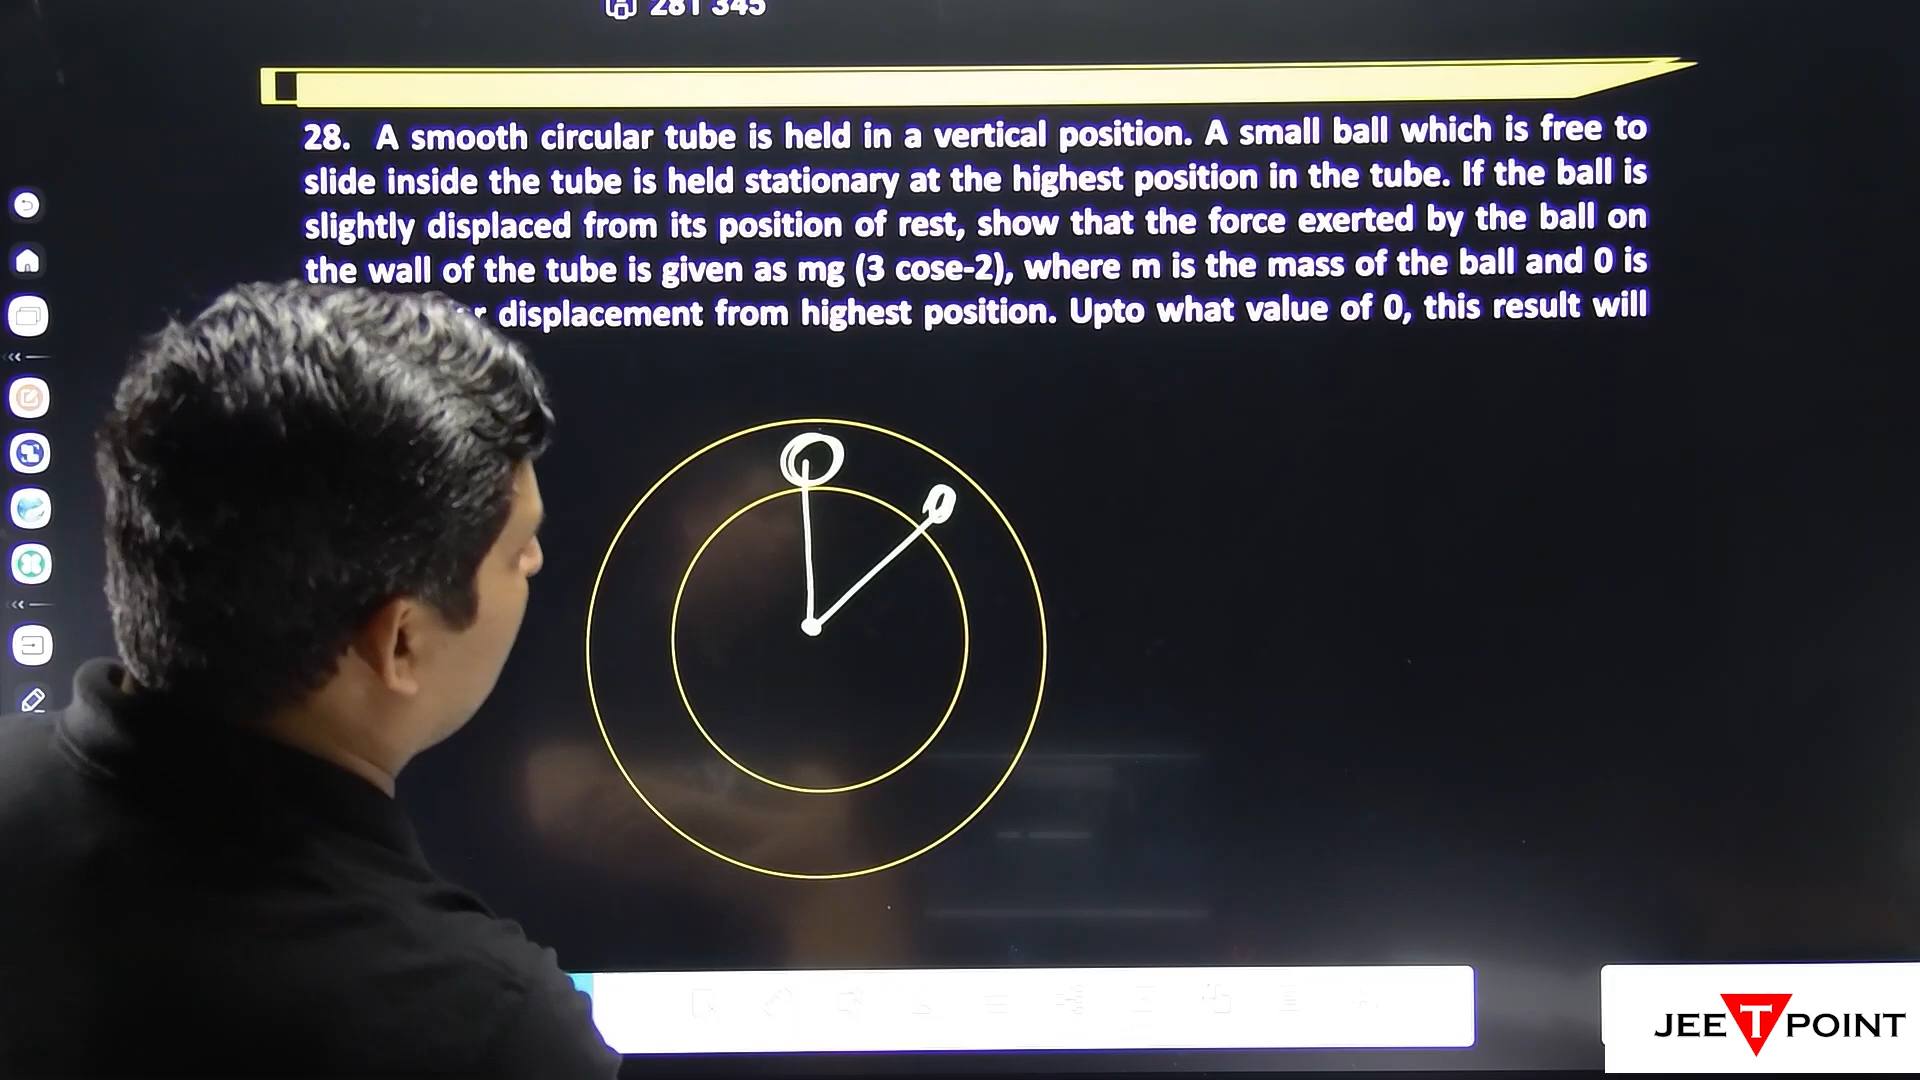 281 345
28. A smooth circular tube is held in a vertical position. A small ball which is free to
slide inside the tube is held stationary at the highest position in the tube. If the ball is
slightly displaced from its position of rest, show that the force exerted by the ball on
the wall of the tube is given as mg (3 cose-2), where m is the mass of the ball and 0 is
displacement from highest position. Upto what value of 0, this result will
JEE T POINT